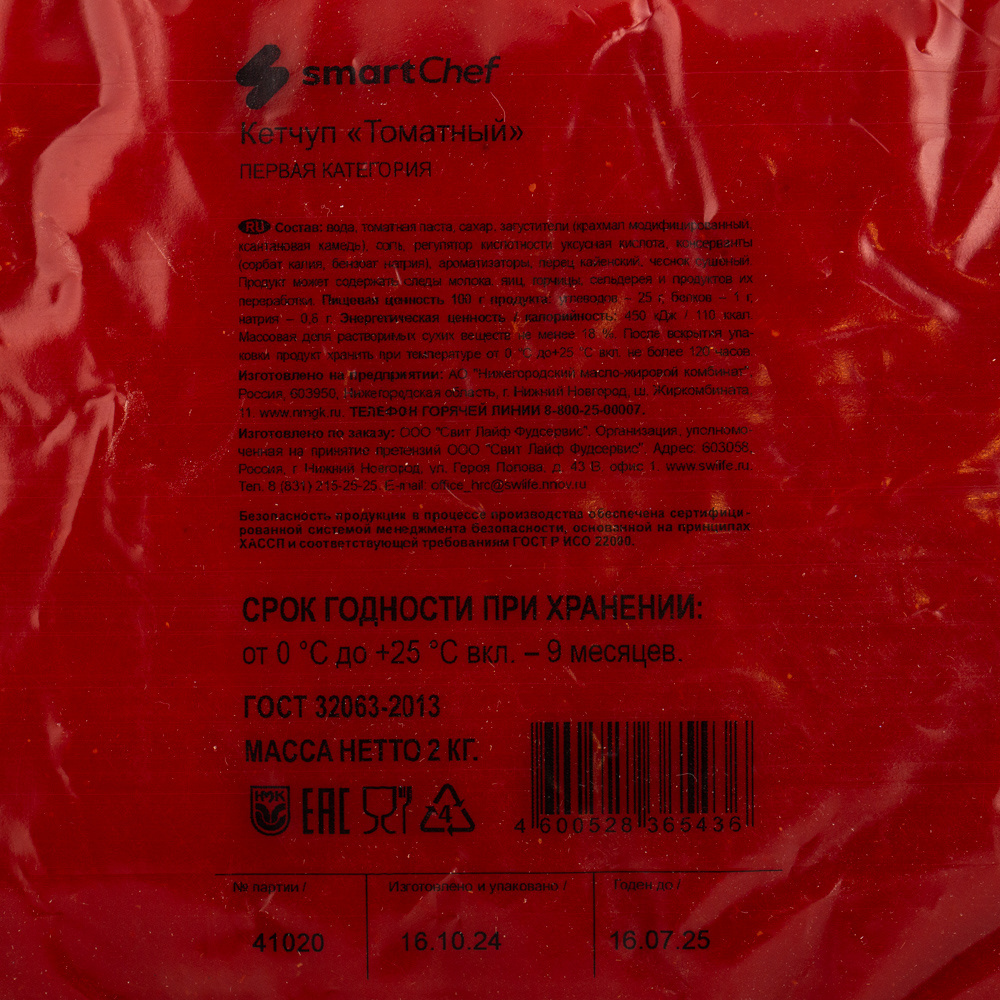 smartChef
Кетчуп «Томатный»
ПЕРВАЯ КАТЕГОРИЯ
RU Состав: вода, томатная паста, сахар, загустители (крахмал модифицированный,
ксантановая камедь), соль, регулятор кислотности уксусная кислота, консерванты
(сорбат калия, бензоат натрия), ароматизаторы, перец кайенский, чеснок сушеный.
Продукт может содержать следы молока, яиц, горчицы, сельдерея и продуктов их
переработки. Пищевая ценность 100 г продукта: углеводов – 25 г, белков – 1 г,
натрия – 0,6 г. Энергетическая ценность / калорийность: 450 кДж / 110 ккал.
Массовая доля растворимых сухих веществ не менее 18 %. После вскрытия упа-
ковки продукт хранить при температуре от 0 °С до+25 °С вкл. не более 120 часов.
Изготовлено на предприятии: АО "Нижегородский масло-жировой комбинат",
Россия, 603950, Нижегородская область, г. Нижний Новгород, ш. Жиркомбината,
11. www.nmgk.ru. ТЕЛЕФОН ГОРЯЧЕЙ ЛИНИИ 8-800-25-00007.
Изготовлено по заказу: ООО "Свит Лайф Фудсервис". Организация, уполномо-
ченная на принятие претензий ООО "Свит Лайф Фудсервис". Адрес: 603058,
Россия, г. Нижний Новгород, ул. Героя Попова, д. 43 В, офис 1. www.swlife.ru.
Тел. 8 (831) 215-25-25. E-mail: office_hrc@swlife.nnov.ru
Безопасность продукции в процессе производства обеспечена сертифици-
рованной системой менеджмента безопасности, основанной на принципах
ХАССП и соответствующей требованиям ГОСТ Р ИСО 22000.
СРОК ГОДНОСТИ ПРИ ХРАНЕНИИ:
от 0 °С до +25 °С вкл. – 9 месяцев.
ГОСТ 32063-2013
МАССА НЕТТО 2 КГ.
НМЖК EAC 4
4 600528 365436
№ партии / Изготовлено и упаковано / Годен до /
41020 16.10.24 16.07.25